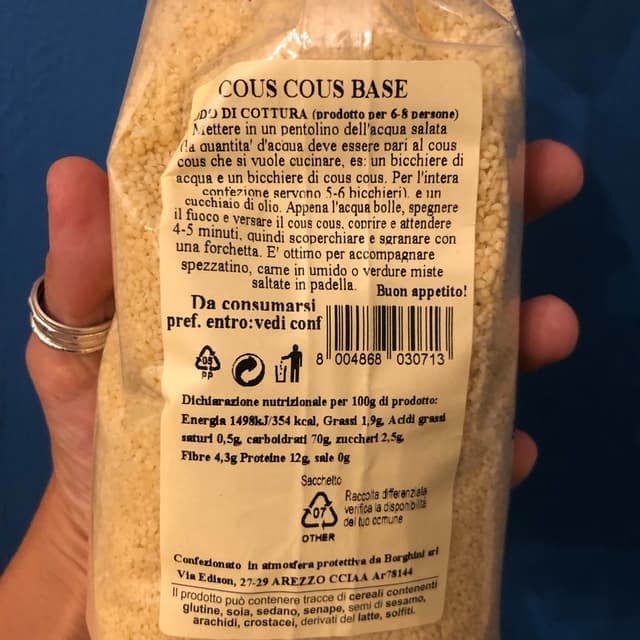 COUS COUS BASE
DI COTTURA (prodotto per 6-8 persone)
Mettere in un pentolino dell'acqua salata
(la quantita' d'acqua deve essere pari al cous
cous che si vuole cucinare, es: un bicchiere di
acqua e un bicchiere di cous cous. Per l'intera
confezione servono 5-6 bicchieri), e un
cucchiaio di olio. Appena l'acqua bolle, spegnere
il fuoco e versare il cous cous, coprire e attendere
4-5 minuti, quindi scoperchiare e sgranare con
una forchetta. E' ottimo per accompagnare
spezzatino, carne in umido o verdure miste
saltate in padella.
Buon appetito!
Da consumarsi
pref. entro:vedi conf
8 004868 030713
05
PP
Dichiarazione nutrizionale per 100g di prodotto:
Energia 1498kJ/354 kcal, Grassi 1,9g, Acidi grassi
saturi 0,5g, carboidrati 70g, zuccheri 2,5g,
Fibre 4,3g Proteine 12g, sale 0g
Sacchetto
07
OTHER
Raccolta differenziata
verifica la disponibilità
del tuo comune
Confezionato in atmosfera protettiva da Borghini srl
Via Edison, 27-29 AREZZO CCIAA Ar78144
Il prodotto può contenere tracce di cereali contenenti
glutine, soia, sedano, senape, semi di sesamo,
arachidi, crostacei, derivati del latte, solfiti.